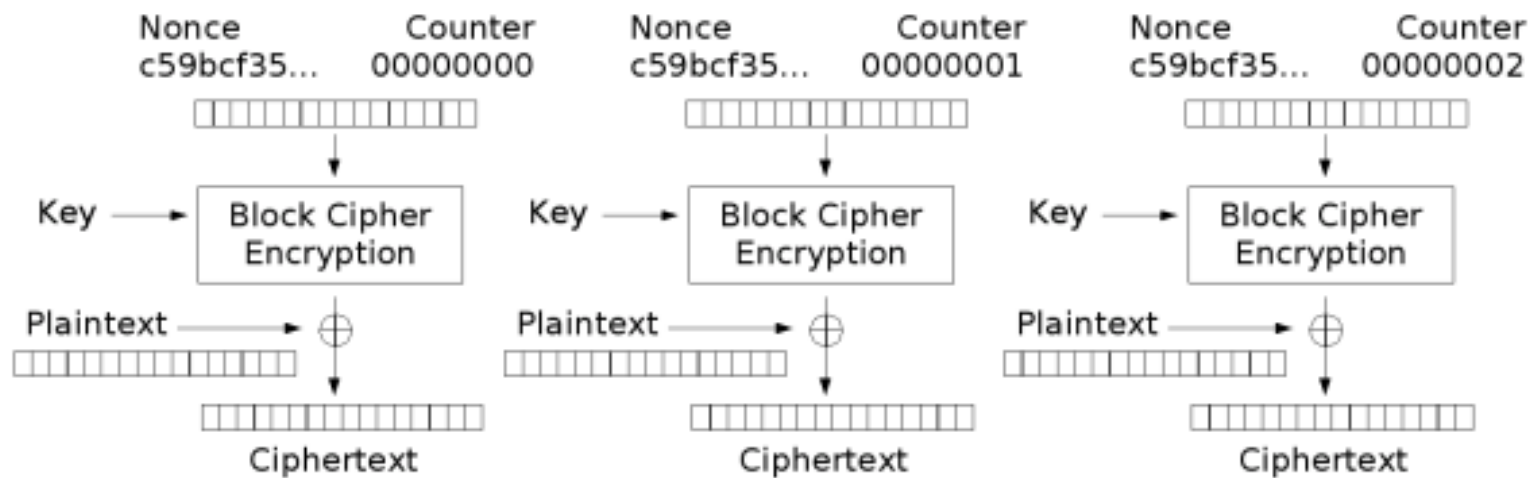 Nonce Counter Nonce Counter Nonce Counter
c59bcf35... 00000000 c59bcf35... 00000001 c59bcf35... 00000002
Key Block Cipher Key Block Cipher Key Block Cipher
Encryption Encryption Encryption
Plaintext Plaintext Plaintext
Ciphertext Ciphertext Ciphertext